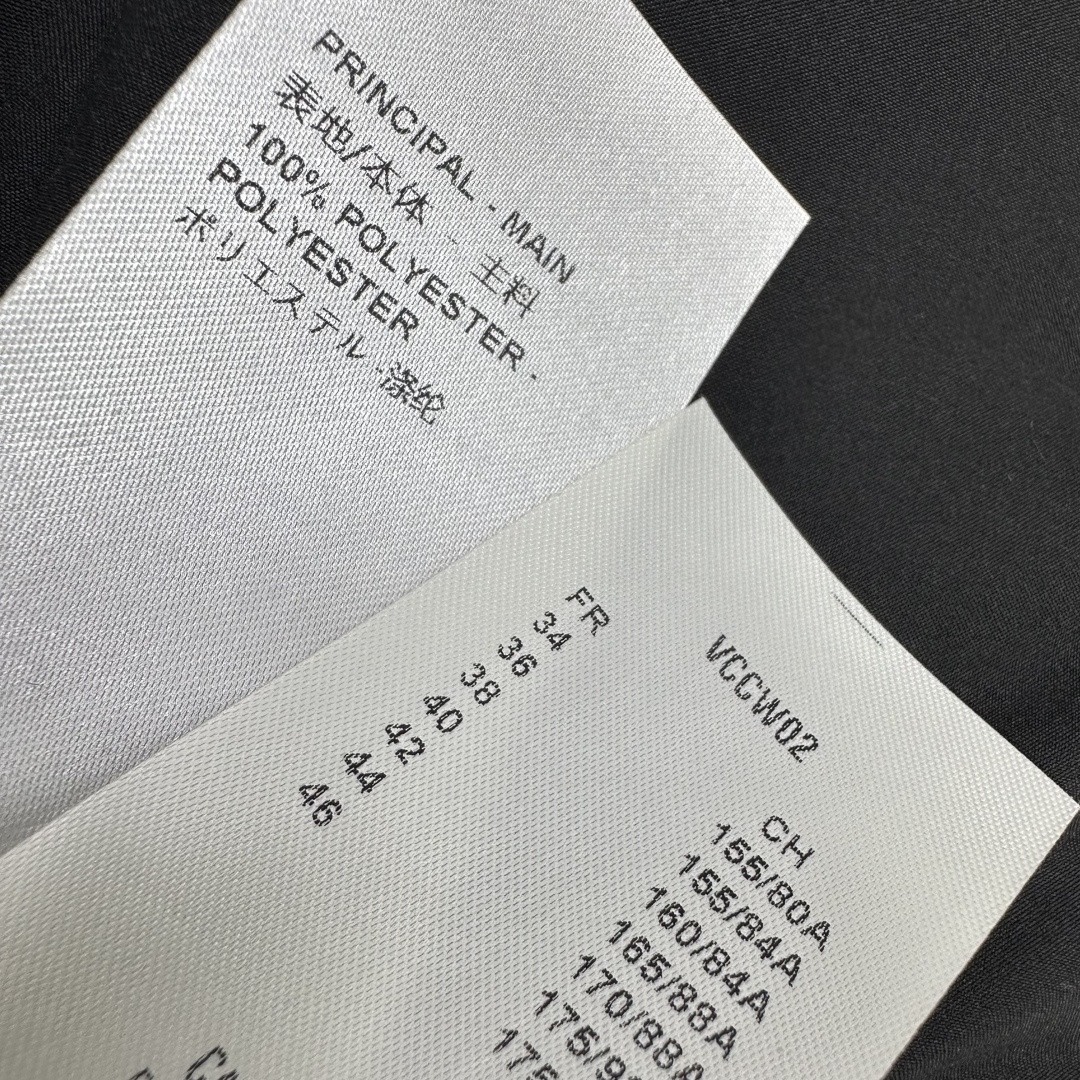 PRINCIPAL - MAIN
表地/本体 - 主料
100% POLYESTER -
POLYESTER
ポリエステル - 涤纶
VCCW02
FR
34
36
38
40
42
44
46
CH
155/80A
155/84A
160/84A
165/88A
170/88A